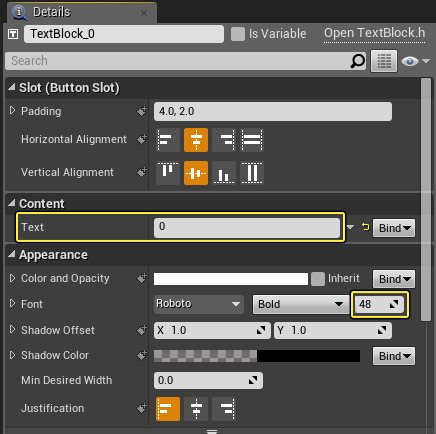 Details
TextBlock_0 Is Variable Open TextBlock.h
Search
Slot (Button Slot)
Padding 4.0, 2.0
Horizontal Alignment
Vertical Alignment
Content
Text 0 Bind
Appearance
Color and Opacity Inherit Bind
Font Roboto Bold 48
Shadow Offset X 1.0 Y 1.0
Shadow Color Bind
Min Desired Width 0.0
Justification